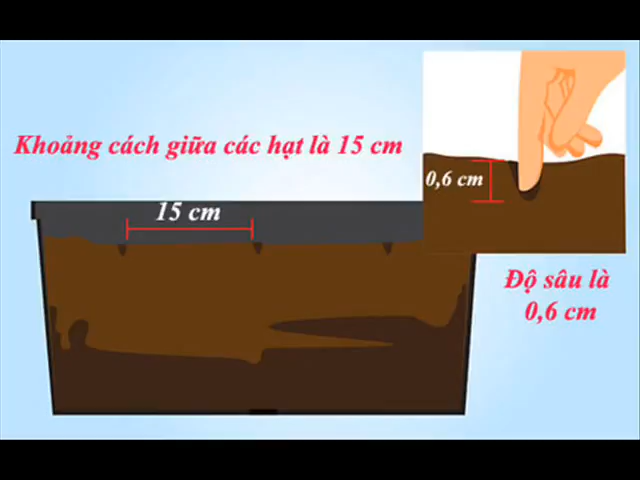 Khoảng cách giữa các hạt là 15 cm
0,6 cm
15 cm
Độ sâu là
0,6 cm